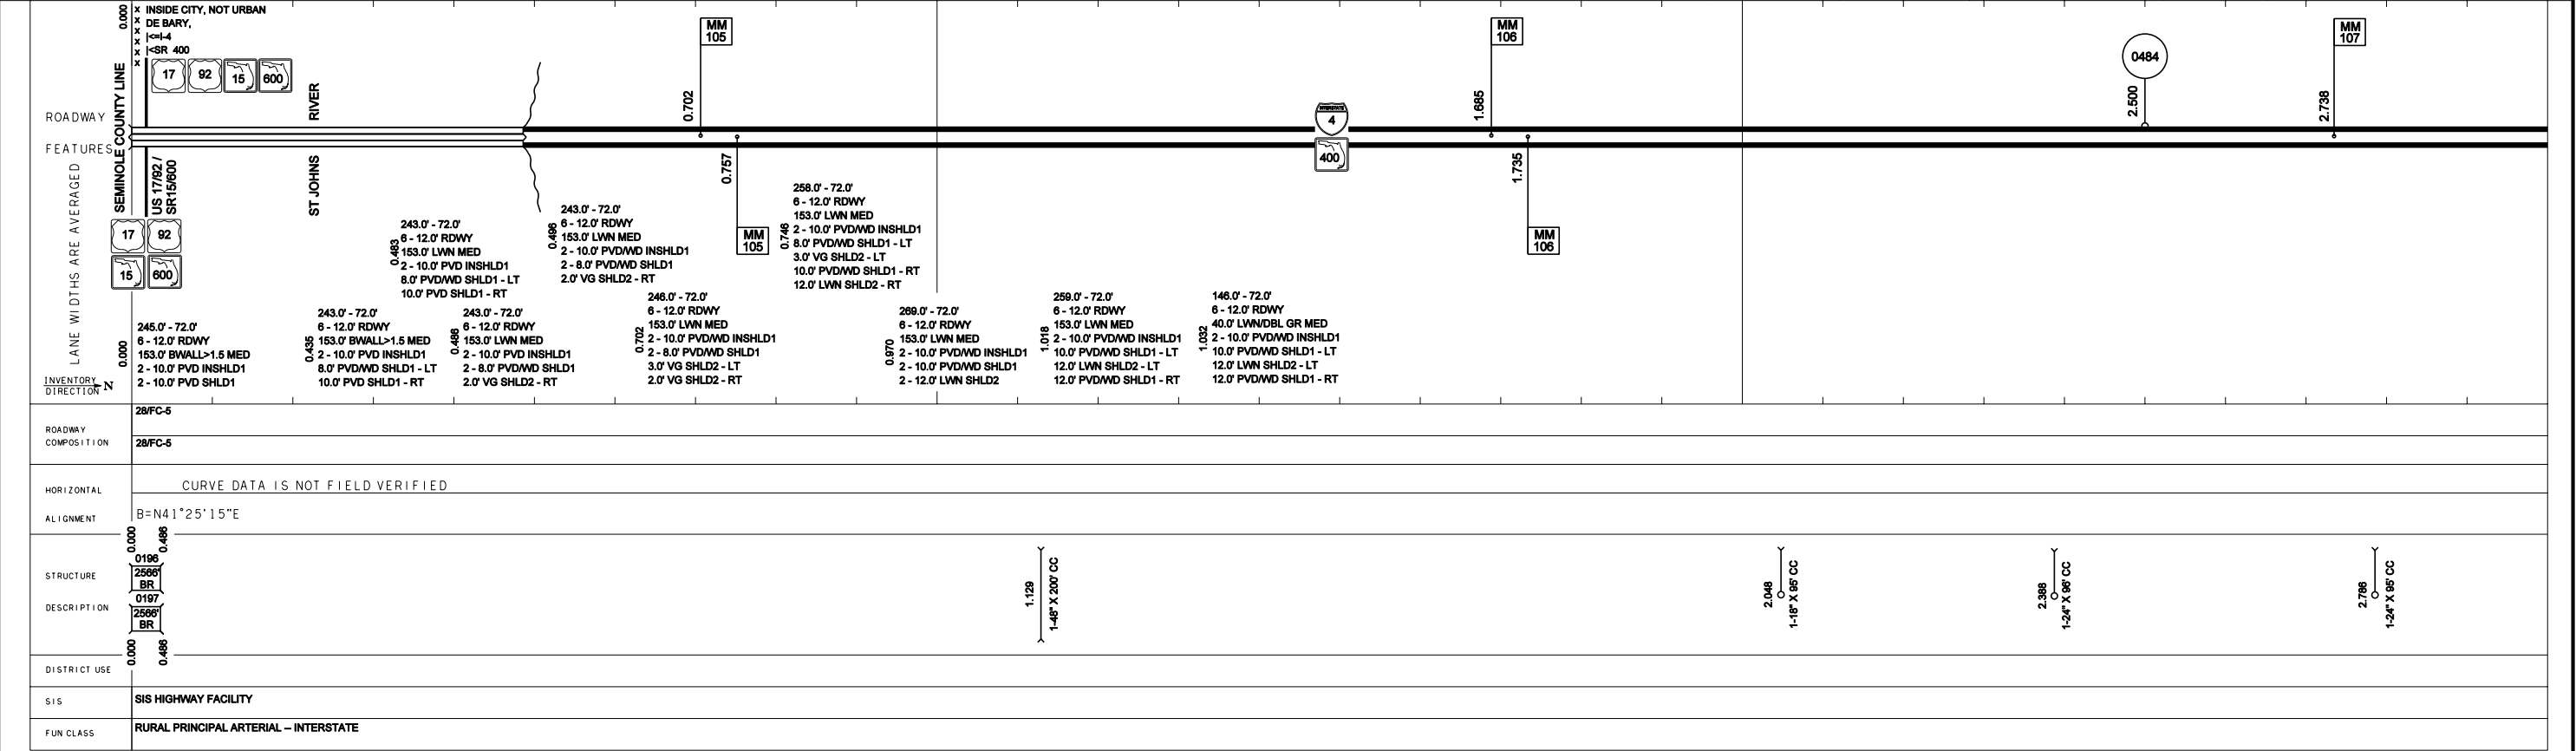 0.000
INSIDE CITY, NOT URBAN
DE BARY,
|<=I-4
|<SR 400
17
92
15
600
MM
105
MM
106
0484
MM
107
SEMINOLE COUNTY LINE
RIVER
0.702
INTERSTATE
4
1.685
2.500
2.738
ROADWAY
FEATURES
400
LANE WIDTHS ARE AVERAGED
US 17/92 /
SR15/600
ST JOHNS
0.757
1.735
17
92
15
600
MM
105
MM
106
0.000
245.0' - 72.0'
6 - 12.0' RDWY
153.0' BWALL>1.5 MED
2 - 10.0' PVD INSHLD1
2 - 10.0' PVD SHLD1
0.435
243.0' - 72.0'
6 - 12.0' RDWY
153.0' BWALL>1.5 MED
2 - 10.0' PVD INSHLD1
8.0' PVD/WD SHLD1 - LT
10.0' PVD SHLD1 - RT
0.483
243.0' - 72.0'
6 - 12.0' RDWY
153.0' LWN MED
2 - 10.0' PVD INSHLD1
8.0' PVD/WD SHLD1 - LT
10.0' PVD SHLD1 - RT
0.486
243.0' - 72.0'
6 - 12.0' RDWY
153.0' LWN MED
2 - 10.0' PVD INSHLD1
2 - 8.0' PVD/WD SHLD1
2.0' VG SHLD2 - RT
0.496
243.0' - 72.0'
6 - 12.0' RDWY
153.0' LWN MED
2 - 10.0' PVD/WD INSHLD1
2 - 8.0' PVD/WD SHLD1
2.0' VG SHLD2 - RT
0.702
246.0' - 72.0'
6 - 12.0' RDWY
153.0' LWN MED
2 - 10.0' PVD/WD INSHLD1
2 - 8.0' PVD/WD SHLD1
3.0' VG SHLD2 - LT
2.0' VG SHLD2 - RT
0.746
258.0' - 72.0'
6 - 12.0' RDWY
153.0' LWN MED
2 - 10.0' PVD/WD INSHLD1
8.0' PVD/WD SHLD1 - LT
3.0' VG SHLD2 - LT
10.0' PVD/WD SHLD1 - RT
12.0' LWN SHLD2 - RT
0.970
269.0' - 72.0'
6 - 12.0' RDWY
153.0' LWN MED
2 - 10.0' PVD/WD INSHLD1
2 - 10.0' PVD/WD SHLD1
2 - 12.0' LWN SHLD2
1.018
259.0' - 72.0'
6 - 12.0' RDWY
153.0' LWN MED
2 - 10.0' PVD/WD INSHLD1
10.0' PVD/WD SHLD1 - LT
12.0' LWN SHLD2 - LT
12.0' PVD/WD SHLD1 - RT
1.032
146.0' - 72.0'
6 - 12.0' RDWY
40.0' LWN/DBL GR MED
2 - 10.0' PVD/WD INSHLD1
10.0' PVD/WD SHLD1 - LT
12.0' LWN SHLD2 - LT
12.0' PVD/WD SHLD1 - RT
INVENTORY
DIRECTION
N
ROADWAY
COMPOSITION
28/FC-5
28/FC-5
HORIZONTAL
ALIGNMENT
CURVE DATA IS NOT FIELD VERIFIED
B=N41°25'15"E
STRUCTURE
DESCRIPTION
0.000
0.486
0196
2566'
BR
0197
2566'
BR
0.000
0.486
1.129
1-48" X 200' CC
2.048
1-18" X 95' CC
2.388
1-24" X 96' CC
2.786
1-24" X 95' CC
DISTRICT USE
SIS
SIS HIGHWAY FACILITY
FUN CLASS
RURAL PRINCIPAL ARTERIAL -- INTERSTATE